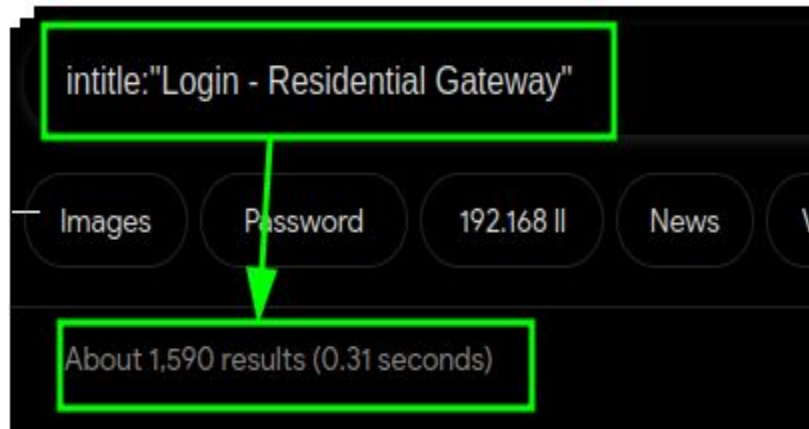 intitle:"Login - Residential Gateway"
Images Password 192.168 ll News
About 1,590 results (0.31 seconds)